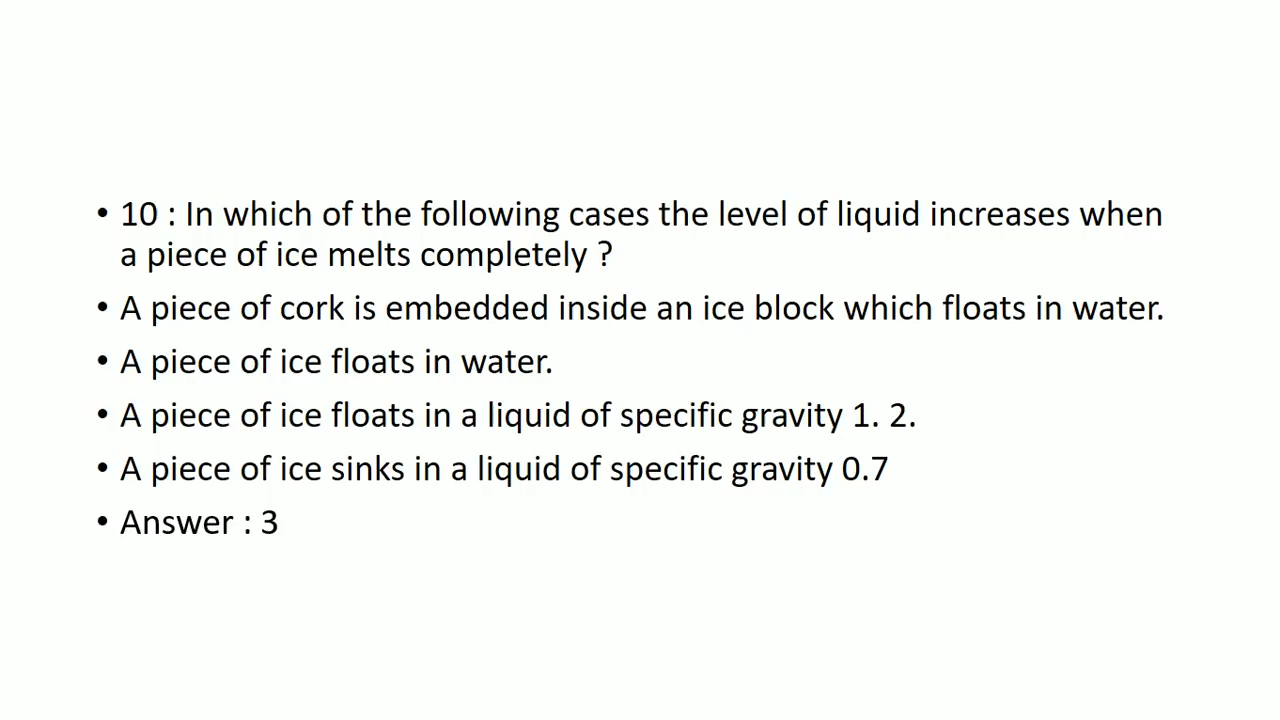 • 10 : In which of the following cases the level of liquid increases when
a piece of ice melts completely ?
• A piece of cork is embedded inside an ice block which floats in water.
• A piece of ice floats in water.
• A piece of ice floats in a liquid of specific gravity 1. 2.
• A piece of ice sinks in a liquid of specific gravity 0.7
• Answer : 3